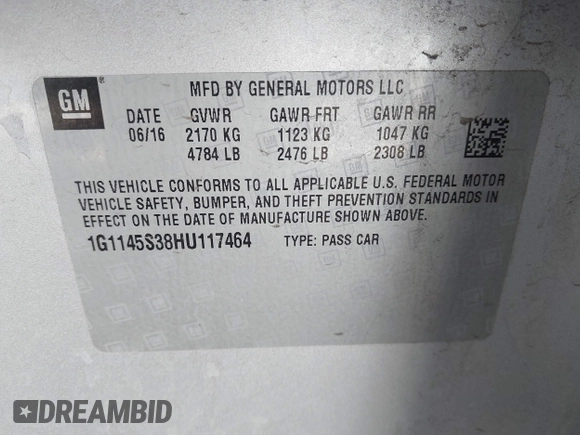 MFD BY GENERAL MOTORS LLC
GM ®
DATE GVWR GAWR FRT GAWR RR
06/16 2170 KG 1123 KG 1047 KG
4784 LB 2476 LB 2308 LB
THIS VEHICLE CONFORMS TO ALL APPLICABLE U.S. FEDERAL MOTOR
VEHICLE SAFETY, BUMPER, AND THEFT PREVENTION STANDARDS IN
EFFECT ON THE DATE OF MANUFACTURE SHOWN ABOVE.
1G1145S38HU117464 TYPE: PASS CAR
DREAMBID